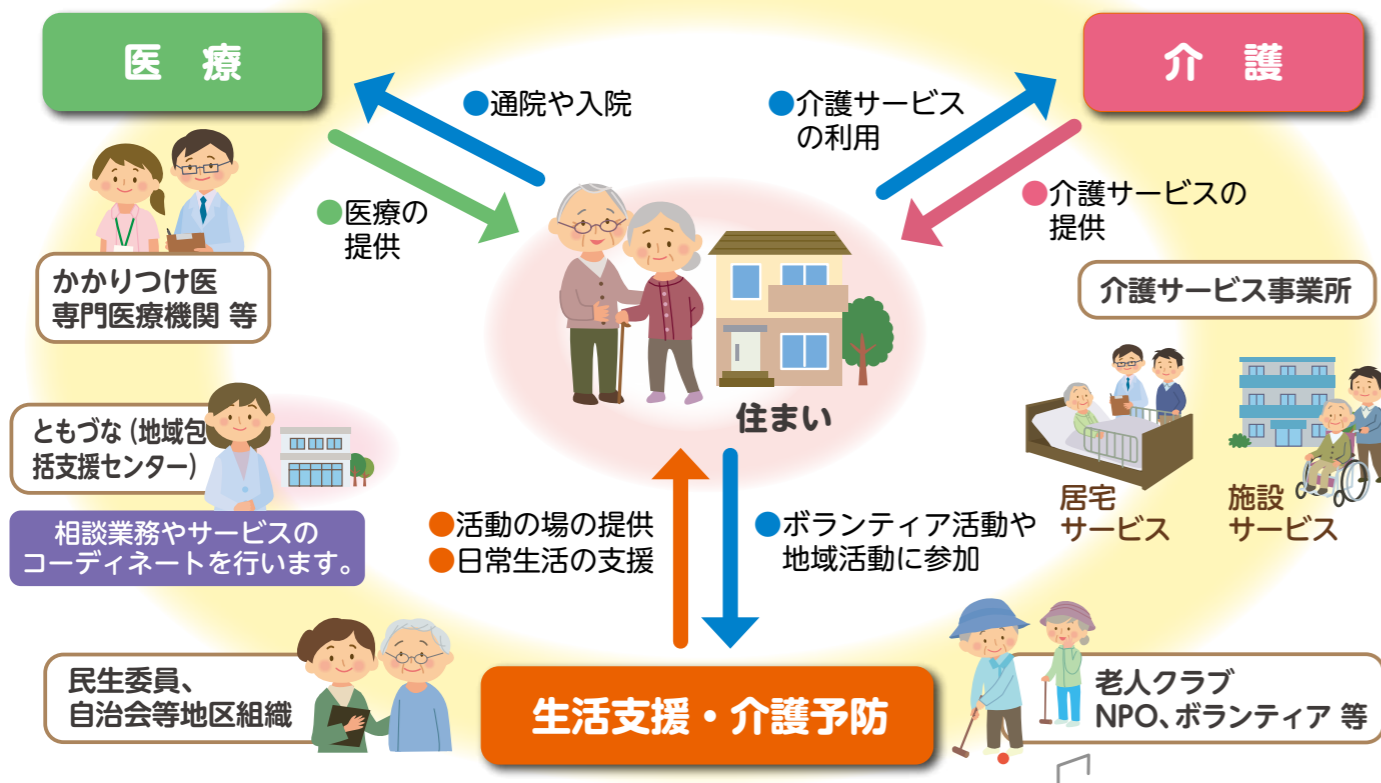 医 療
介 護
●通院や入院
●介護サービス
の利用
●医療の
提供
●介護サービスの
提供
かかりつけ医
専門医療機関 等
介護サービス事業所
住まい
ともづな(地域包
括支援センター)
相談業務やサービスの
コーディネートを行います。
居宅
サービス
施設
サービス
●活動の場の提供
●日常生活の支援
●ボランティア活動や
地域活動に参加
民生委員、
自治会等地区組織
生活支援・介護予防
老人クラブ
NPO、ボランティア 等